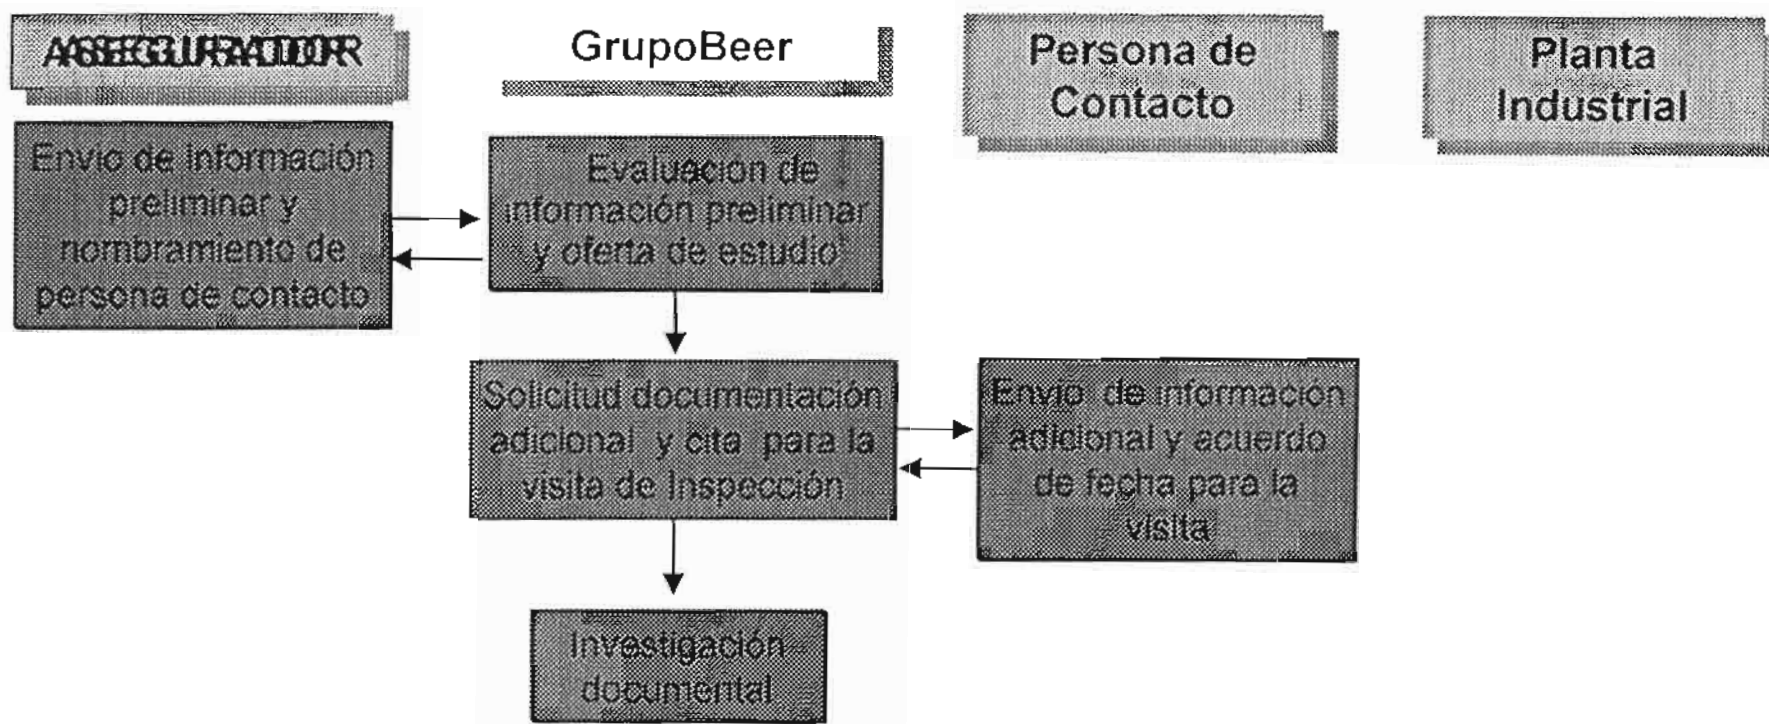 GrupoBeer
Persona de
Contacto
Planta
Industrial
Envio de información
preliminar y
nombramiento de
persona de contacto
Evaluacion de
información preliminar
y oferta de estudio
Solicitud documentación
adicional y cita para la
visita de Inspección
Envio de información
adicional y acuerdo
de fecha para la
visita
Investigación
documental